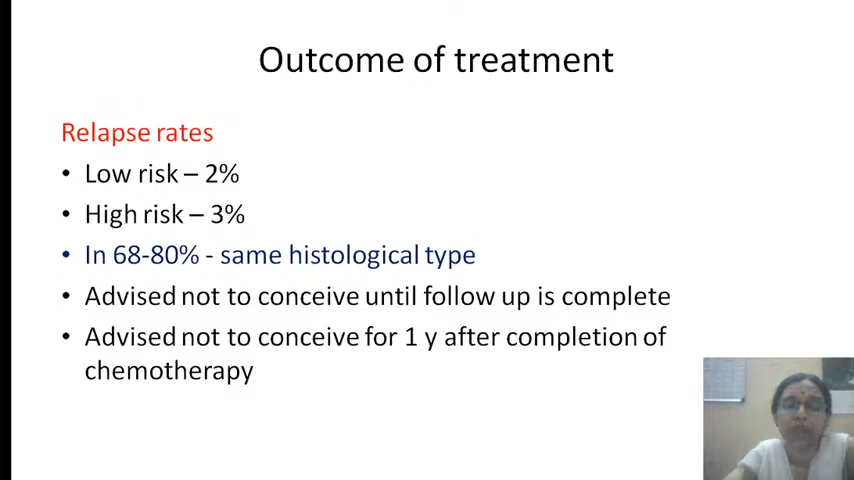 Outcome of treatment
Relapse rates
• Low risk – 2%
• High risk – 3%
• In 68-80% - same histological type
• Advised not to conceive until follow up is complete
• Advised not to conceive for 1 y after completion of
chemotherapy